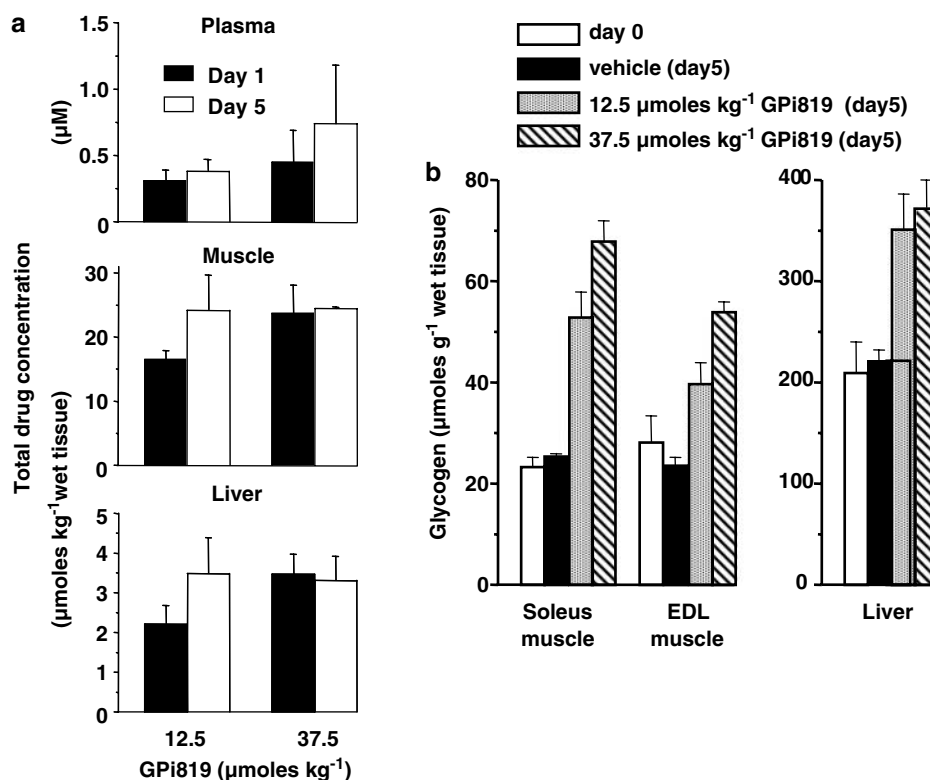 a
Plasma
1.5
1.0
0.5
0
(µM)
Day 1
Day 5
Muscle
30
20
10
0
Liver
6
5
4
3
2
1
0
Total drug concentration
(µmoles kg⁻¹wet tissue)
12.5 37.5
GPi819 (µmoles kg⁻¹)
day 0
vehicle (day5)
12.5 µmoles kg⁻¹ GPi819 (day5)
37.5 µmoles kg⁻¹ GPi819 (day5)
b
80
60
40
20
0
Glycogen (µmoles g⁻¹ wet tissue)
Soleus
muscle
EDL
muscle
400
300
200
100
0
Liver